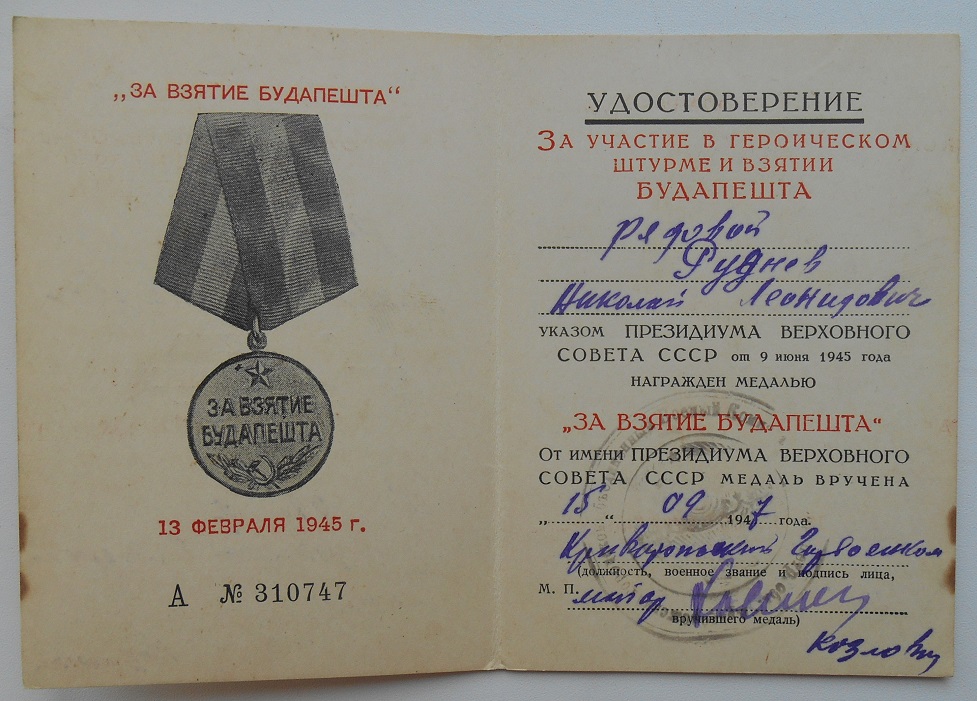 „ЗА ВЗЯТИЕ БУДАПЕШТА“
ЗА ВЗЯТИЕ
БУДАПЕШТА
13 ФЕВРАЛЯ 1945 г.
А № 310747
УДОСТОВЕРЕНИЕ
ЗА УЧАСТИЕ В ГЕРОИЧЕСКОМ
ШТУРМЕ И ВЗЯТИИ
БУДАПЕШТА
рядовой
Руднев
Николай Леонидович
УКАЗОМ ПРЕЗИДИУМА ВЕРХОВНОГО
СОВЕТА СССР от 9 июня 1945 года
НАГРАЖДЕН МЕДАЛЬЮ
„ЗА ВЗЯТИЕ БУДАПЕШТА“
От имени ПРЕЗИДИУМА ВЕРХОВНОГО
СОВЕТА СССР МЕДАЛЬ ВРУЧЕНА
„15“ 09 1947 года.
(должность, военное звание и подпись лица,
М. П. майор
вручившего медаль)